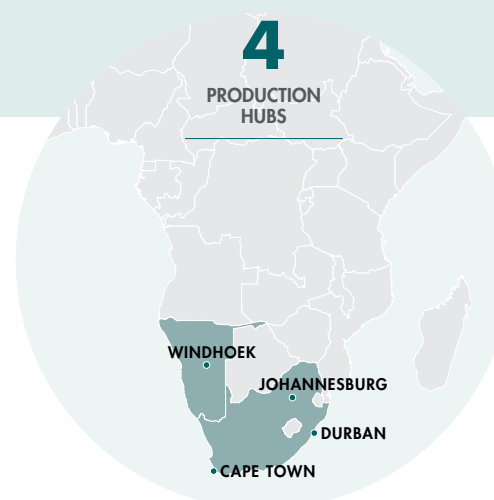 4
PRODUCTION
HUBS
WINDHOEK
JOHANNESBURG
DURBAN
CAPE TOWN